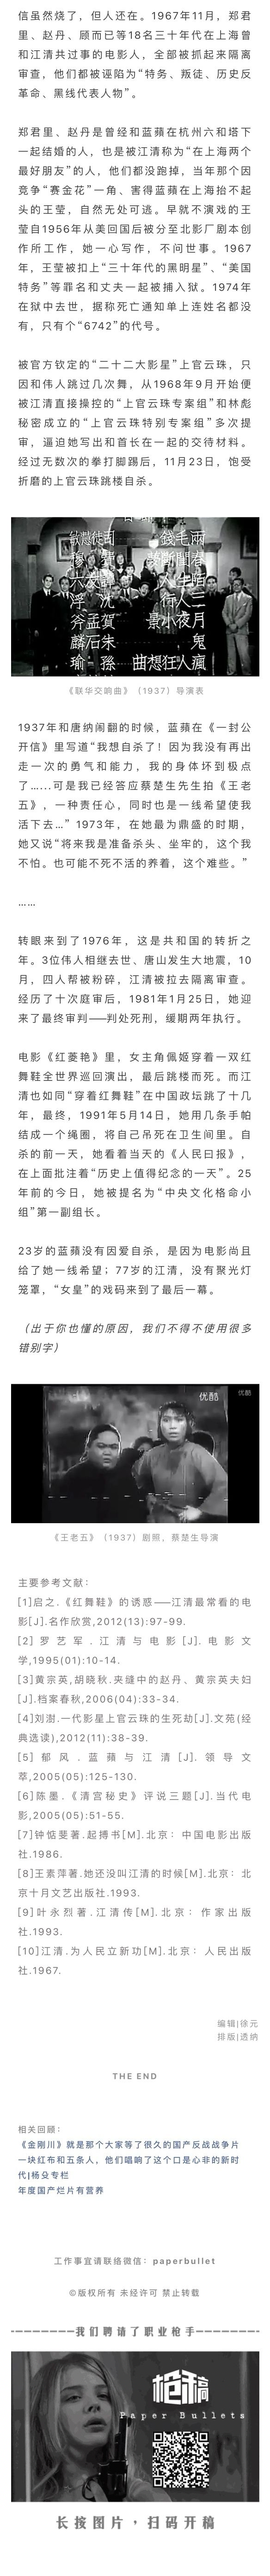 信虽然烧了，但人还在。1967年11月，郑君
里、赵丹、顾而已等18名三十年代在上海曾
和江清共过事的电影人，全部被抓起来隔离
审查，他们都被诬陷为“特务、叛徒、历史反
革命、黑线代表人物”。
郑君里、赵丹是曾经和蓝蘋在杭州六和塔下
一起结婚的人，也是被江清称为“在上海两个
最好朋友”的人，他们都没跑掉，当年那个因
竞争“赛金花”一角、害得蓝蘋在上海抬不起
头的王莹，自然无处可逃。早就不演戏的王
莹自1956年从美回国后被分至北影厂剧本创
作所工作，她一心写作，不问世事。1967
年，王莹被扣上“三十年代的黑明星”、“美国
特务”等罪名和丈夫一起被捕入狱。1974年
在狱中去世，据称死亡通知单上连姓名都没
有，只有个“6742”的代号。
被官方钦定的“二十二大影星”上官云珠，只
因和伟人跳过几次舞，从1968年9月开始便
被江清直接操控的“上官云珠专案组”和林彪
秘密成立的“上官云珠特别专案组”多次提
审，逼迫她写出和首长在一起的交待材料。
经过无数次的拳打脚踢后，11月23日，饱受
折磨的上官云珠跳楼自杀。
《联华交响曲》（1937）导演表
1937年和唐纳闹翻的时候，蓝蘋在《一封公
开信》里写道“我想自杀了！因为我没有再出
走一次的勇气和能力，我的身体坏到极点
了……可是我已经答应蔡楚生先生拍《王老
五》，一种责任心，同时也是一线希望使我
活下去…” 1973年，在她最为鼎盛的时期，
她又说“将来我是准备杀头、坐牢的，这个我
不怕。也可能不死不活的养着，这个难些。”
……
转眼来到了1976年，这是共和国的转折之
年。3位伟人相继去世、唐山发生大地震，10
月，四人帮被粉碎，江清被拉去隔离审查。
经历了十次庭审后，1981年1月25日，她迎
来了最终审判——判处死刑，缓期两年执行。
电影《红菱艳》里，女主角佩姬穿着一双红
舞鞋全世界巡回演出，最后跳楼而死。而江
清也如同“穿着红舞鞋”在中国政坛跳了十几
年，最终，1991年5月14日，她用几条手帕
结成一个绳圈，将自己吊死在卫生间里。自
杀的前一天，她看着当天的《人民曰报》，
在上面批注着“历史上值得纪念的一天”。25
年前的今日，她被提名为“中央文化格命小
组”第一副组长。
23岁的蓝蘋没有因爱自杀，是因为电影尚且
给了她一线希望；77岁的江清，没有聚光灯
笼罩，“女皇”的戏码来到了最后一幕。
（出于你也懂的原因，我们不得不使用很多
错别字）
优酷
优酷
《王老五》（1937）剧照，蔡楚生导演
主要参考文献：
[1]启之.《红舞鞋》的诱惑——江清最常看的电
影[J].名作欣赏,2012(13):97-99.
[2]罗艺军.江清与电影[J].电影文
学,1995(01):10-14.
[3]黄宗英,胡晓秋.夹缝中的赵丹、黄宗英夫妇
[J].档案春秋,2006(04):33-34.
[4]刘澍.一代影星上官云珠的生死劫[J].文苑(经
典选读),2012(11):38-39.
[5]郁风.蓝蘋与江清[J].领导文
萃,2005(05):125-130.
[6]陈墨.《清宫秘史》评说三题[J].当代电
影,2005(05):51-55.
[7]钟惦斐著.起搏书[M].北京：中国电影出版
社.1986.
[8]王素萍著.她还没叫江清的时候[M].北京：北
京十月文艺出版社.1993.
[9]叶永烈著.江清传[M].北京：作家出版
社.1993.
[10]江清.为人民立新功[M].北京：人民出版
社.1967.
编辑|徐元
排版|透纳
THE END
相关回顾：
《金刚川》就是那个大家等了很久的国产反战战争片
一块红布和五条人，他们唱响了这个口是心非的新时
代|杨殳专栏
年度国产烂片有营养
工作事宜请联络微信：paperbullet
©版权所有 未经许可 禁止转载
我们聘请了职业枪手
枪稿
Paper Bullets
长按图片，扫码开稿